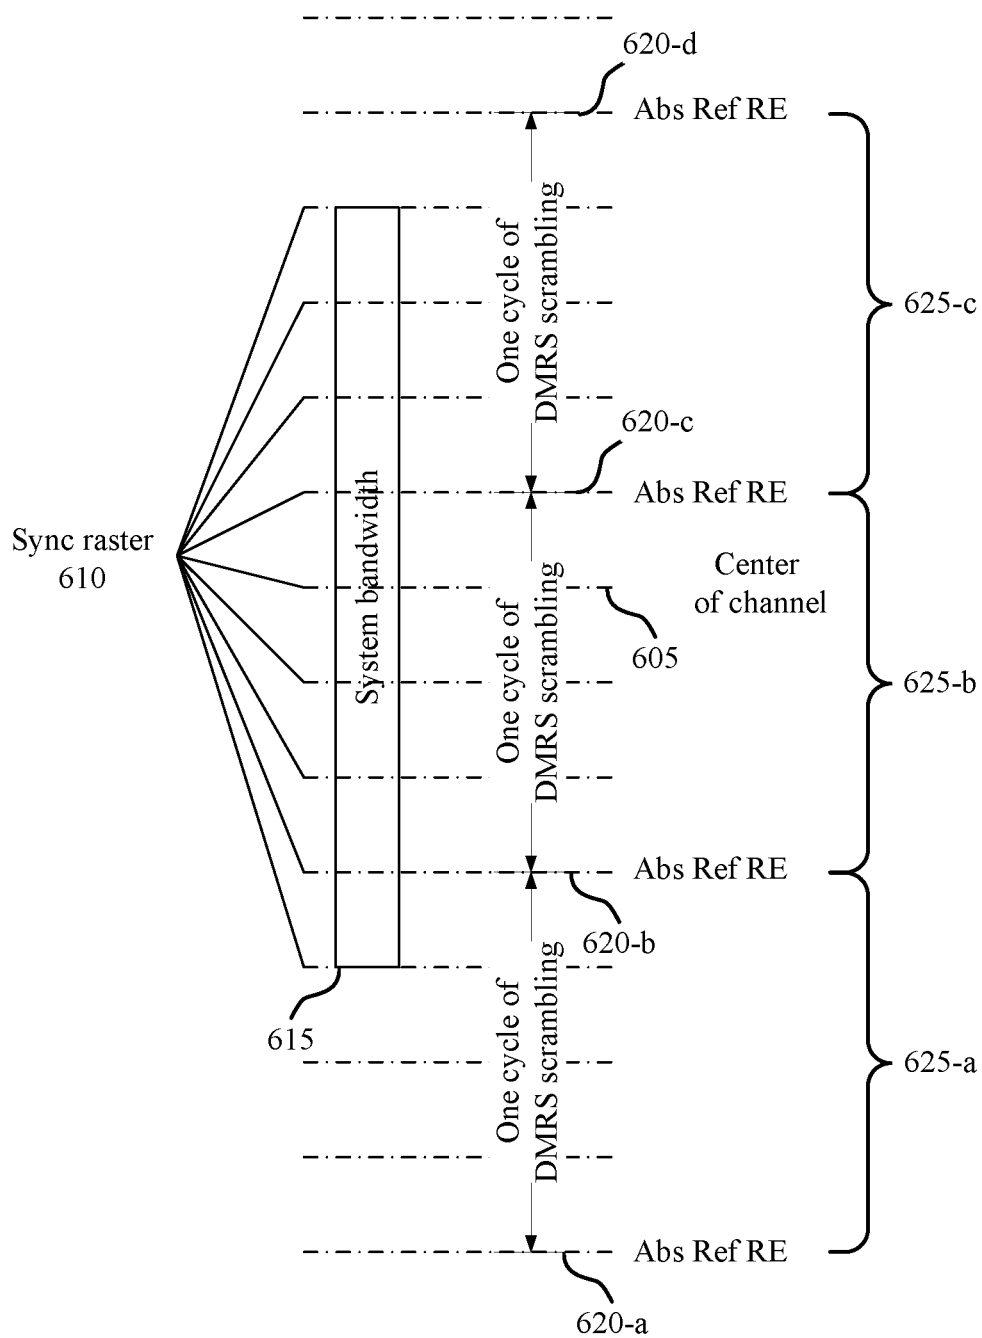 620-d
Abs Ref RE
One cycle of
DMRS scrambling
625-c
620-c
Abs Ref RE
Sync raster
610
System bandwidth
Center
of channel
605
One cycle of
DMRS scrambling
625-b
Abs Ref RE
620-b
615
One cycle of
DMRS scrambling
625-a
Abs Ref RE
620-a